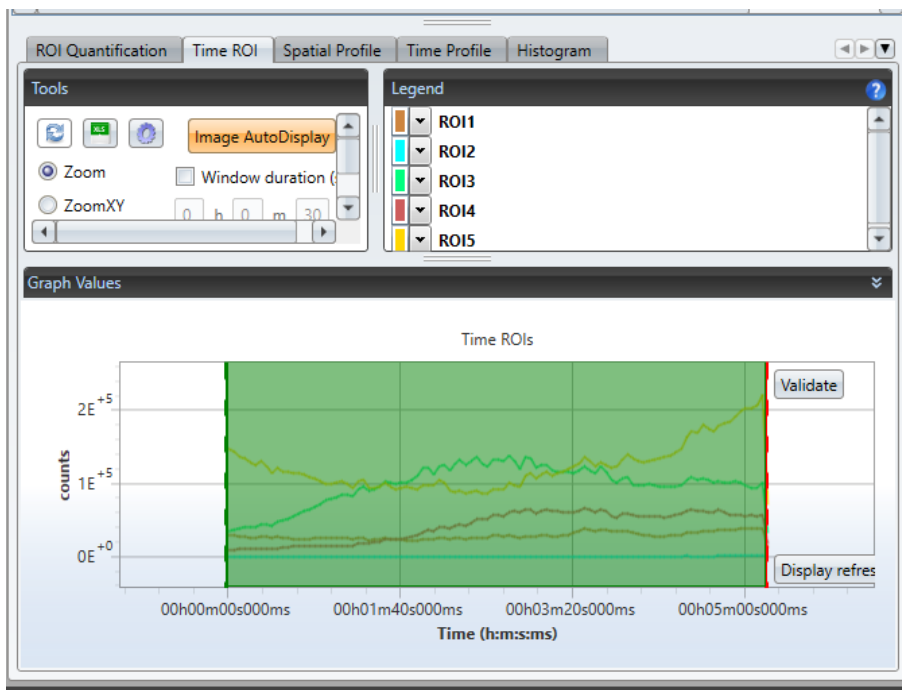 ROI Quantification Time ROI Spatial Profile Time Profile Histogram
Tools
Legend
?
XLS
Image AutoDisplay
Zoom
Window duration (
ZoomXY
0 h 0 m 30
ROI1
ROI2
ROI3
ROI4
ROI5
Graph Values
Time ROIs
Validate
2E+5
1E+5
0E+0
counts
Display refres
00h00m00s000ms 00h01m40s000ms 00h03m20s000ms 00h05m00s000ms
Time (h:m:s:ms)